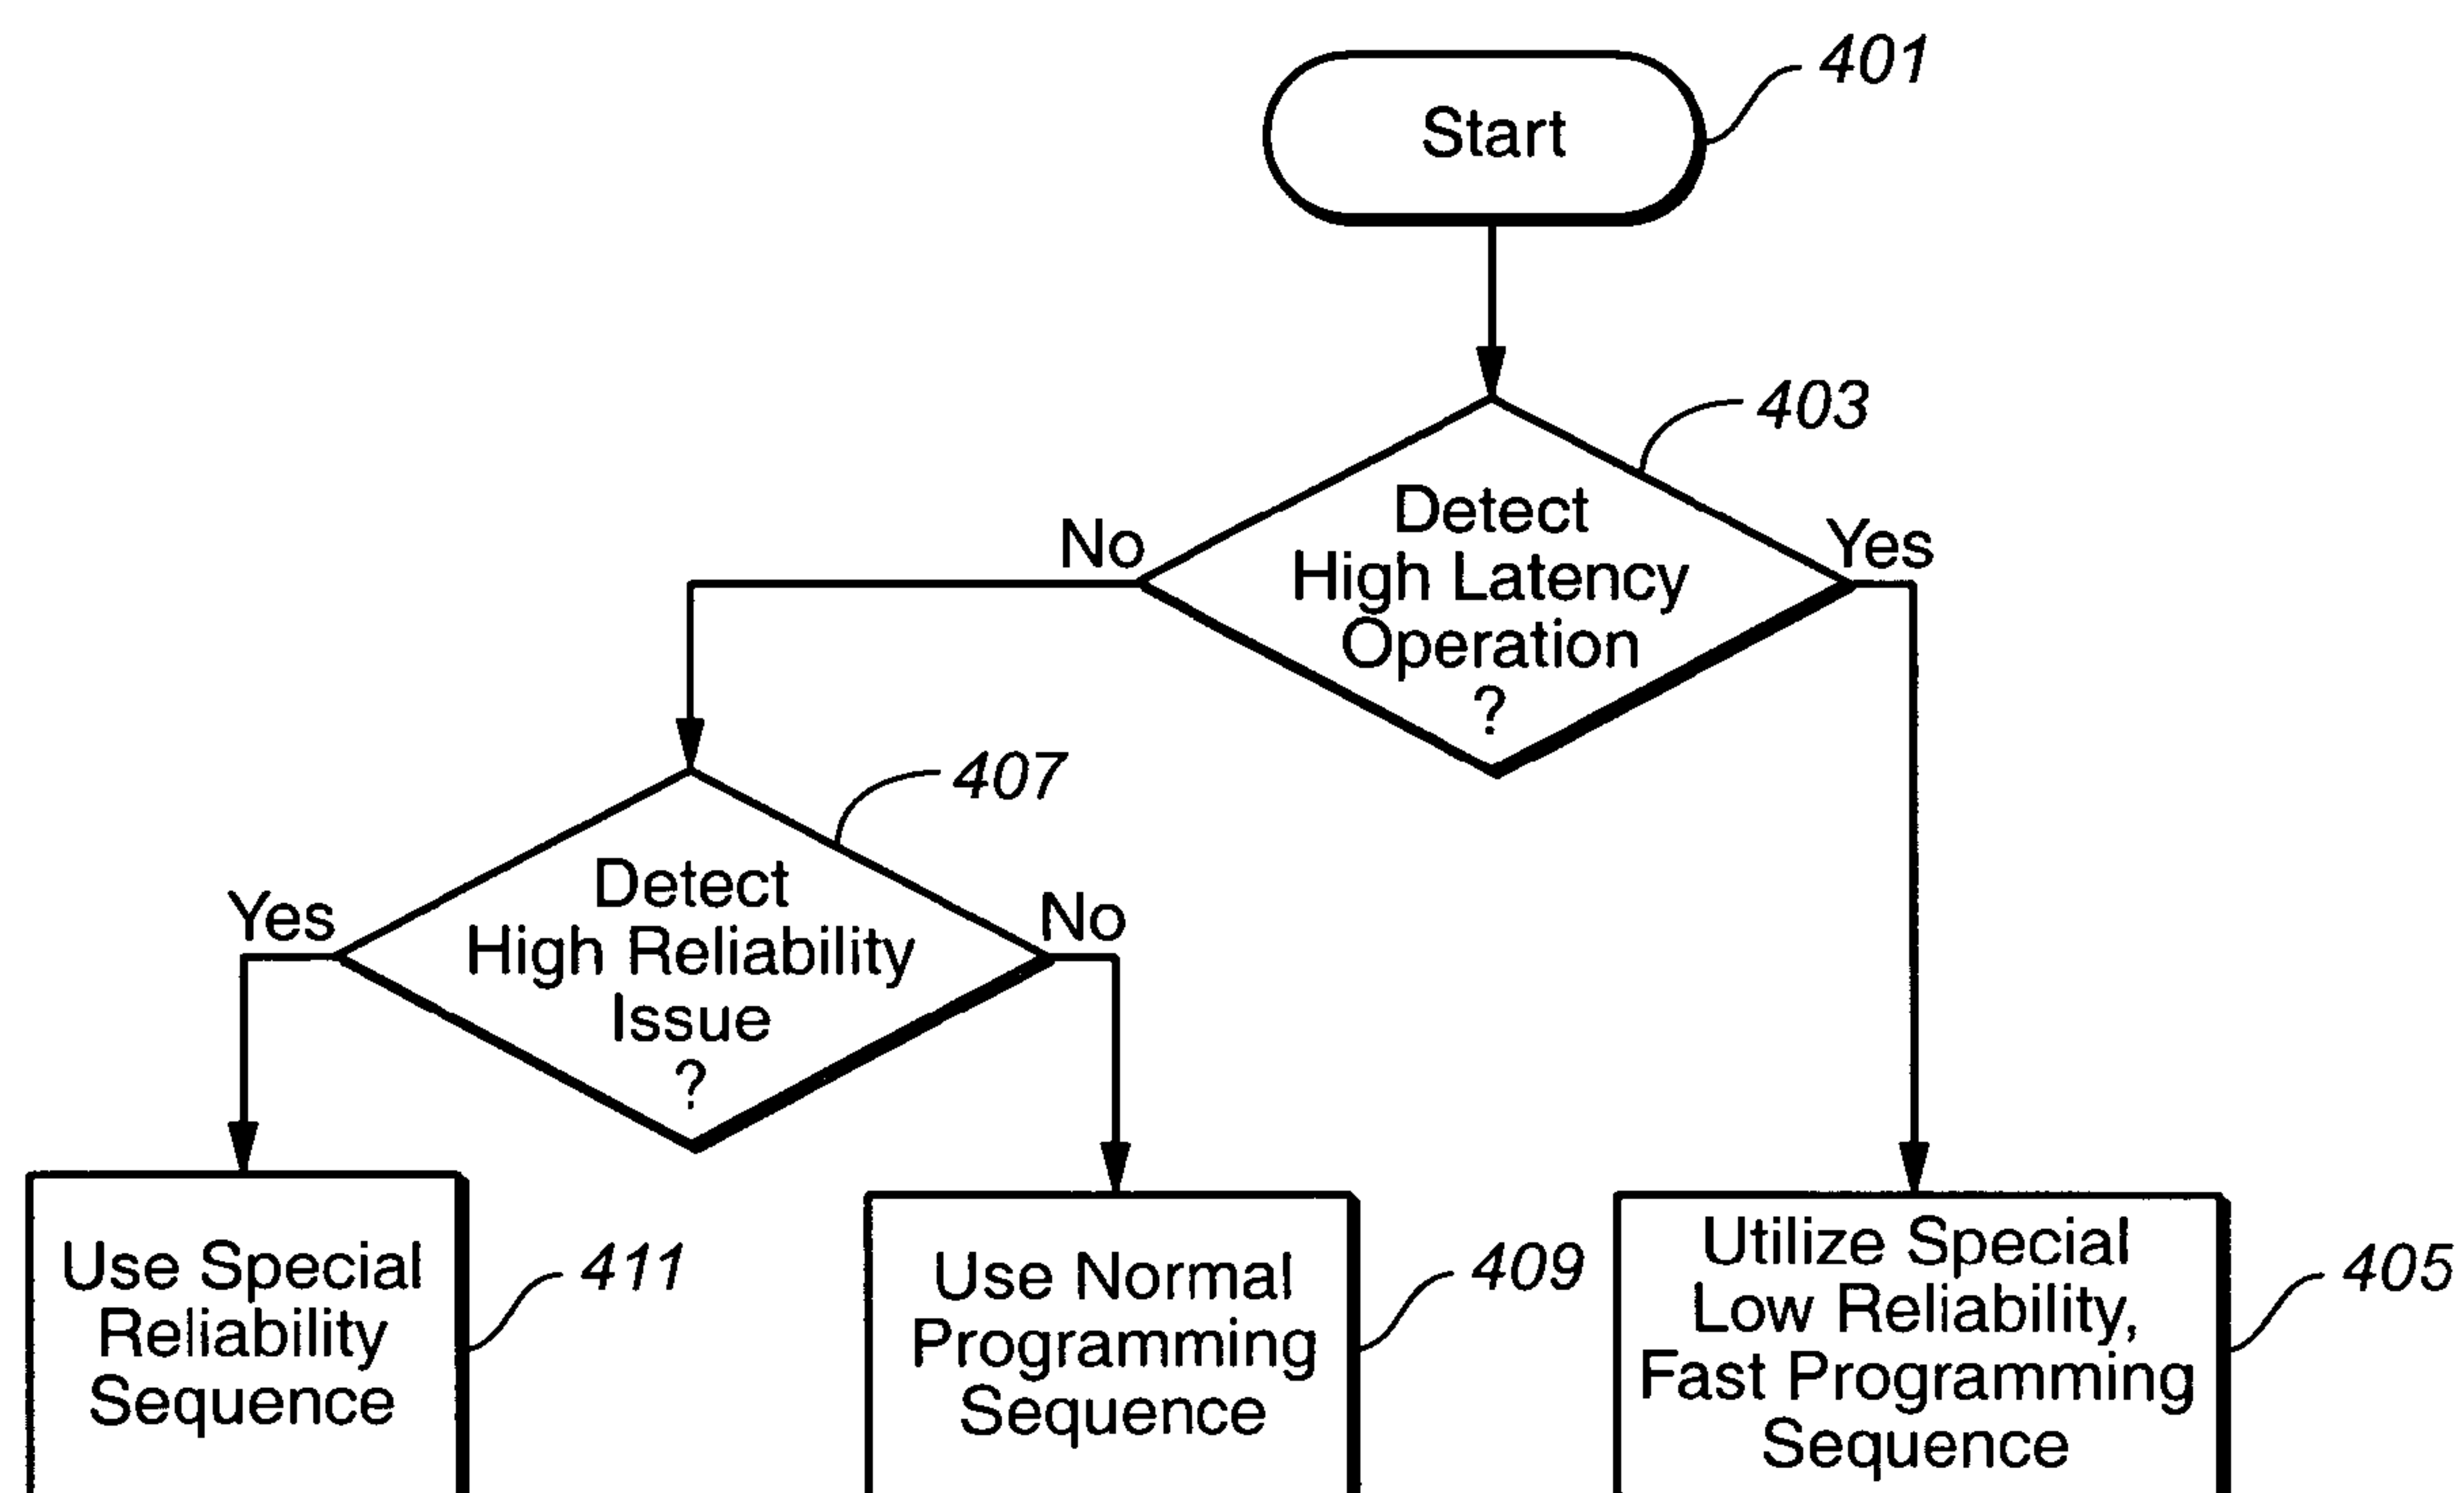 401
Start
403
Detect
High Latency
Operation
?
No
Yes
407
Detect
High Reliability
Issue
?
Yes
No
Use Special
Reliability
Sequence
411
Use Normal
Programming
Sequence
409
Utilize Special
Low Reliability,
Fast Programming
Sequence
405